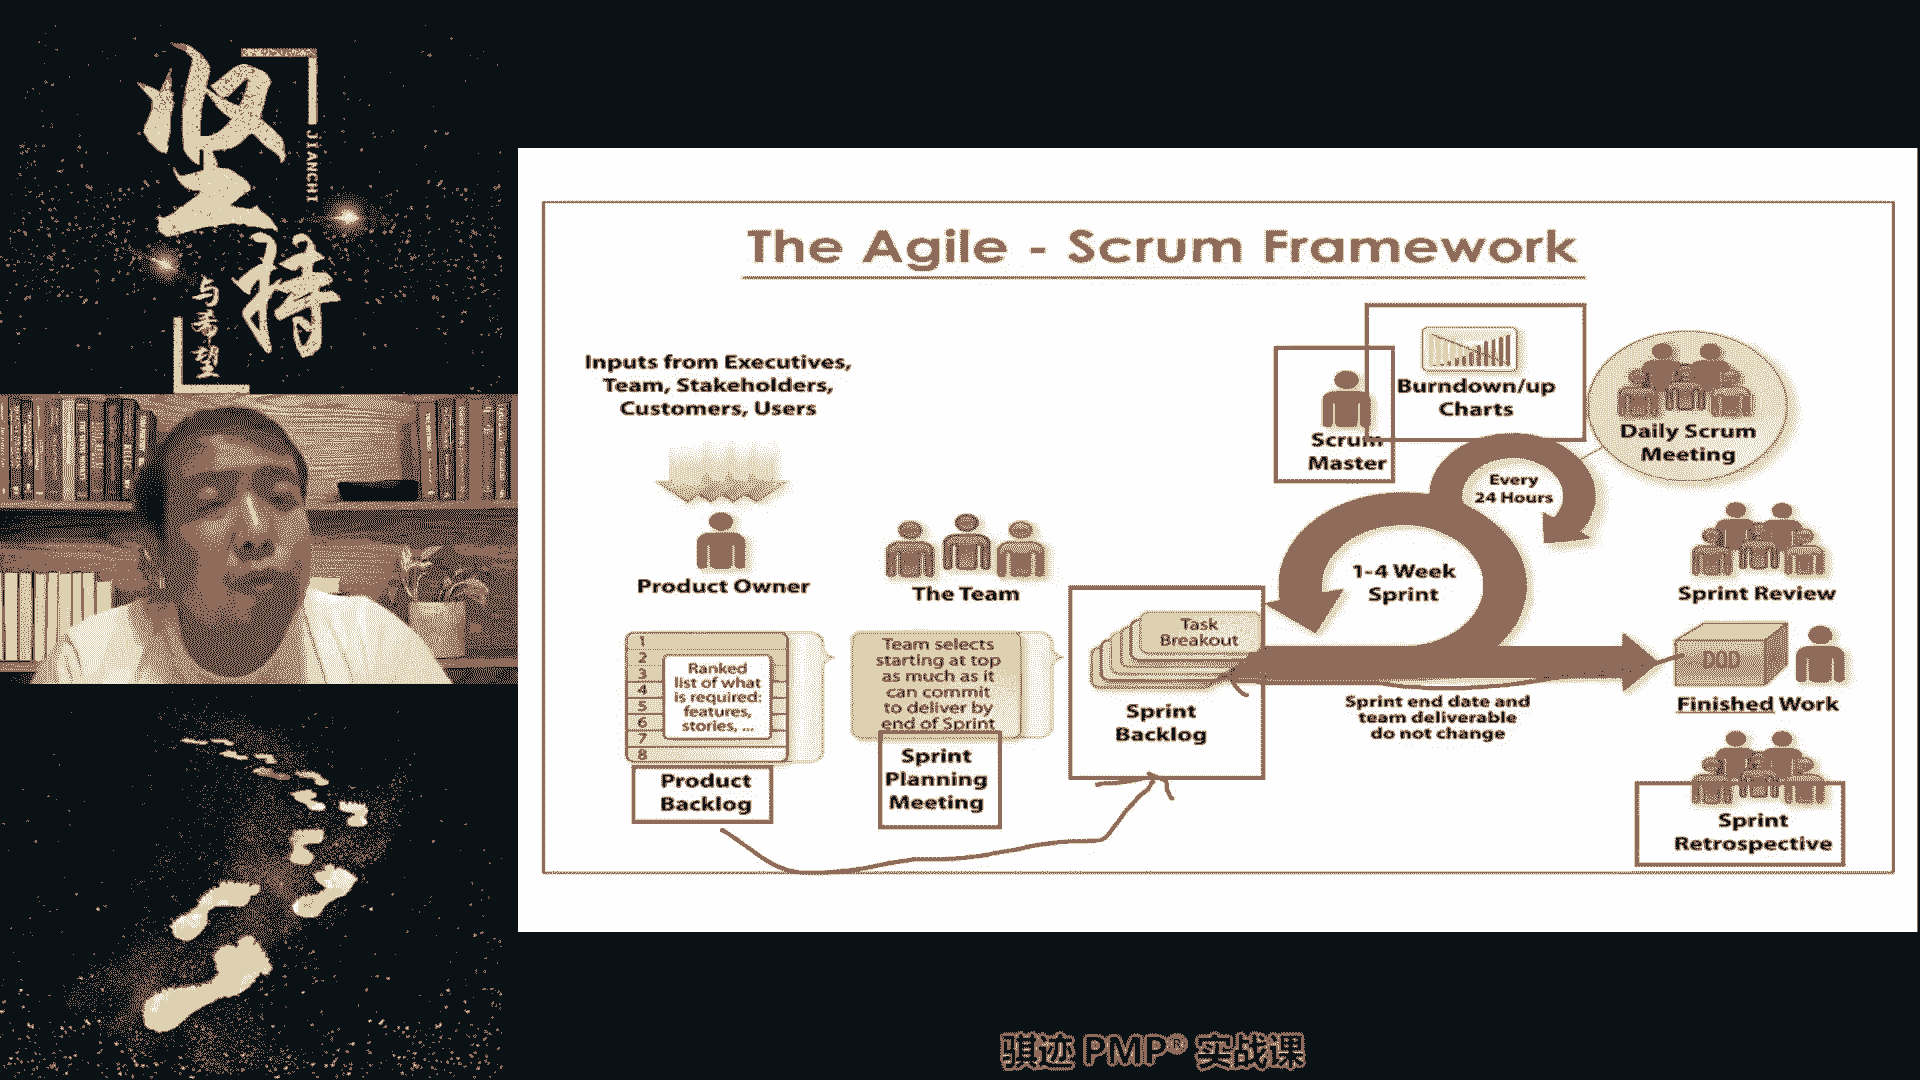 坚持
JIANCHI
与希望
The Agile - Scrum Framework
Inputs from Executives,
Team, Stakeholders,
Customers, Users
Product Owner
The Team
1
2
3
4
5
6
7
8
Ranked
list of what
is required:
features,
stories, ...
Product
Backlog
Team selects
starting at top
as much as it
can commit
to deliver by
end of Sprint
Sprint
Planning
Meeting
Task
Breakout
Sprint
Backlog
Scrum
Master
Burndown/up
Charts
Every
24 Hours
1-4 Week
Sprint
Sprint end date and
team deliverable
do not change
Daily Scrum
Meeting
Sprint Review
DOD
Finished Work
Sprint
Retrospective
骐迹 PMP® 实战课